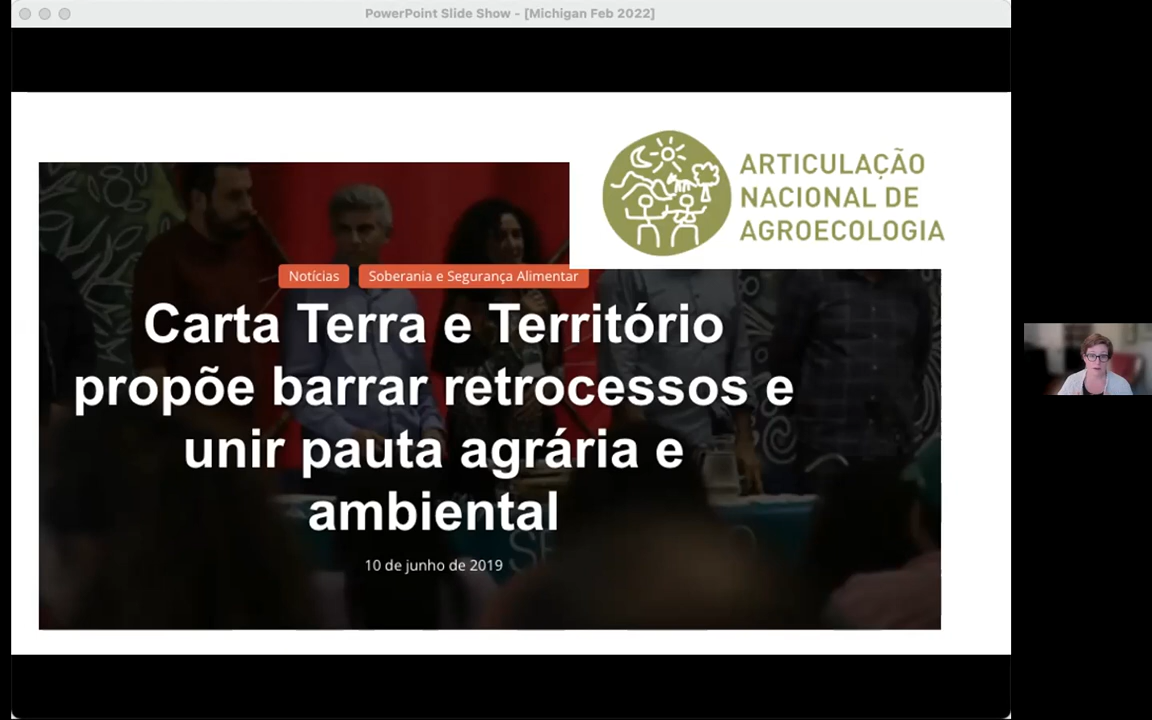 PowerPoint Slide Show - [Michigan Feb 2022]
ARTICULAÇÃO
NACIONAL DE
AGROECOLOGIA
Notícias
Soberania e Segurança Alimentar
Carta Terra e Território
propõe barrar retrocessos e
unir pauta agrária e
ambiental
10 de junho de 2019